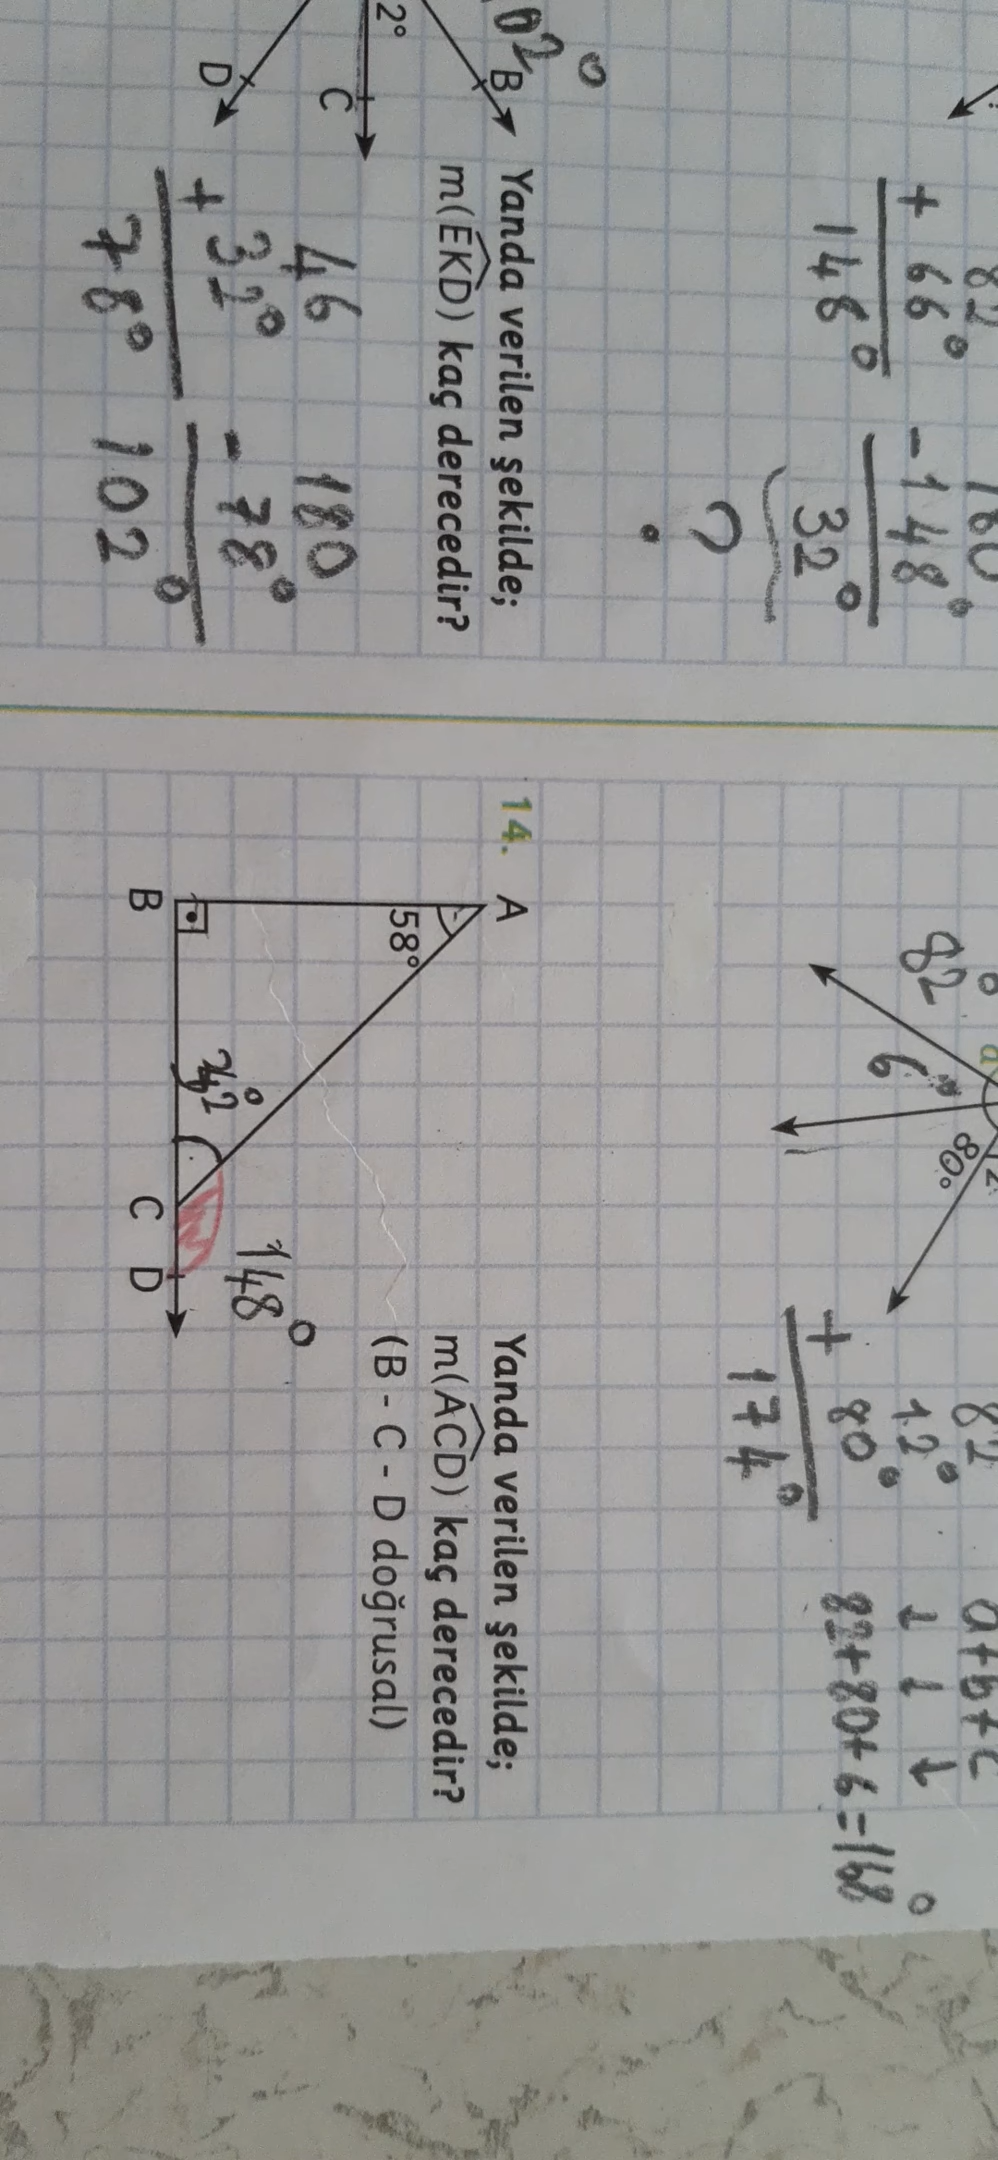 82
+ 66°
148°
180
- 148°
32°
?
82°
a
6°
80°
82
12°
+ 80°
174°
a+b+c
↓ ↓ ↓
82+80+6=168°
B
2°
C
D
Yanda verilen şekilde;
m(EKD) kaç derecedir?
46
+ 32°
78°
180
- 78°
102°
14.
A
58°
B
C
D
148°
Yanda verilen şekilde;
m(ACD) kaç derecedir?
(B - C - D doğrusal)